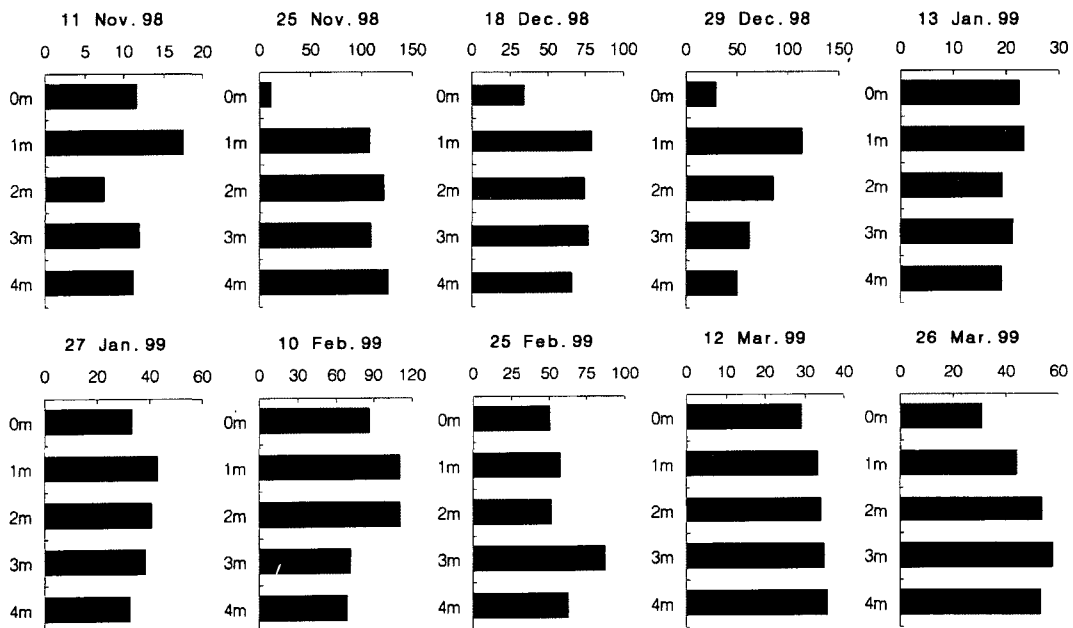 11 Nov. 98 25 Nov. 98 18 Dec. 98 29 Dec. 98 13 Jan. 99
0 5 10 15 20 0 50 100 150 0 25 50 75 100 0 50 100 150 0 10 20 30
0m 0m 0m 0m 0m
1m 1m 1m 1m 1m
2m 2m 2m 2m 2m
3m 3m 3m 3m 3m
4m 4m 4m 4m 4m
27 Jan. 99 10 Feb. 99 25 Feb. 99 12 Mar. 99 26 Mar. 99
0 20 40 60 0 30 60 90 120 0 25 50 75 100 0 10 20 30 40 0 20 40 60
0m 0m 0m 0m 0m
1m 1m 1m 1m 1m
2m 2m 2m 2m 2m
3m 3m 3m 3m 3m
4m 4m 4m 4m 4m